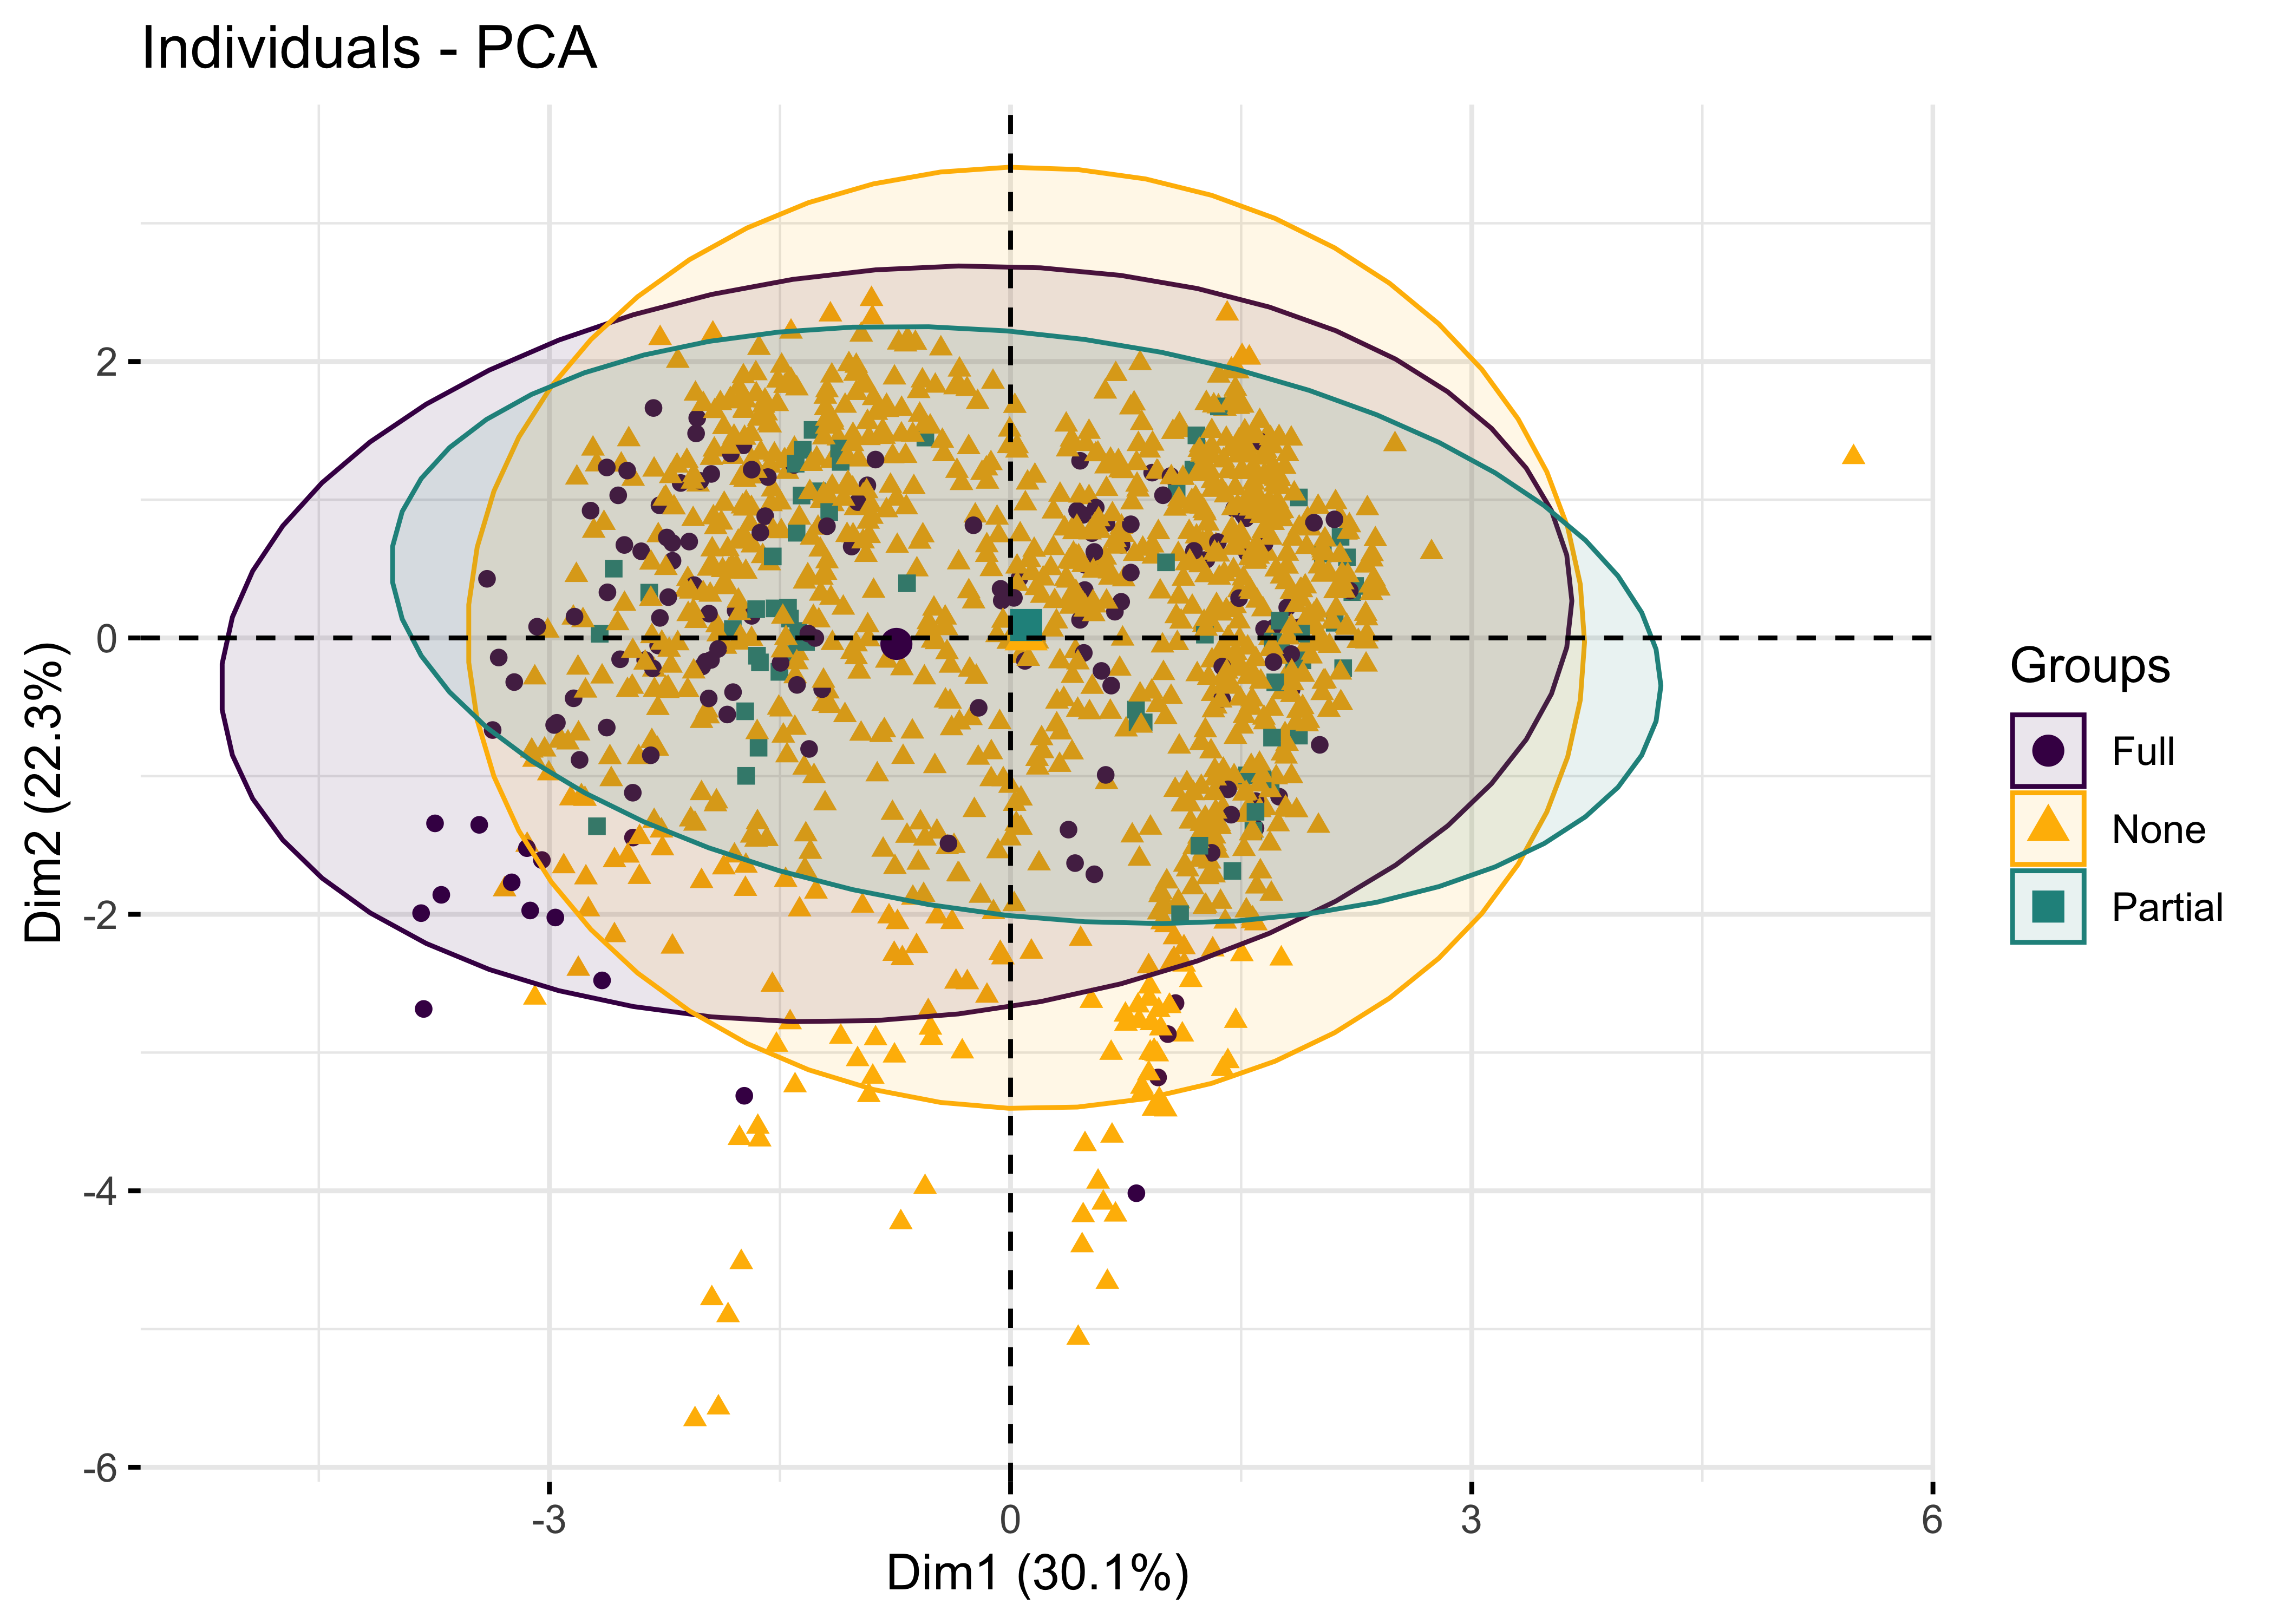 Individuals - PCA
2
0
-2
-4
-6
Dim2 (22.3%)
-3
0
3
6
Dim1 (30.1%)
Groups
Full
None
Partial